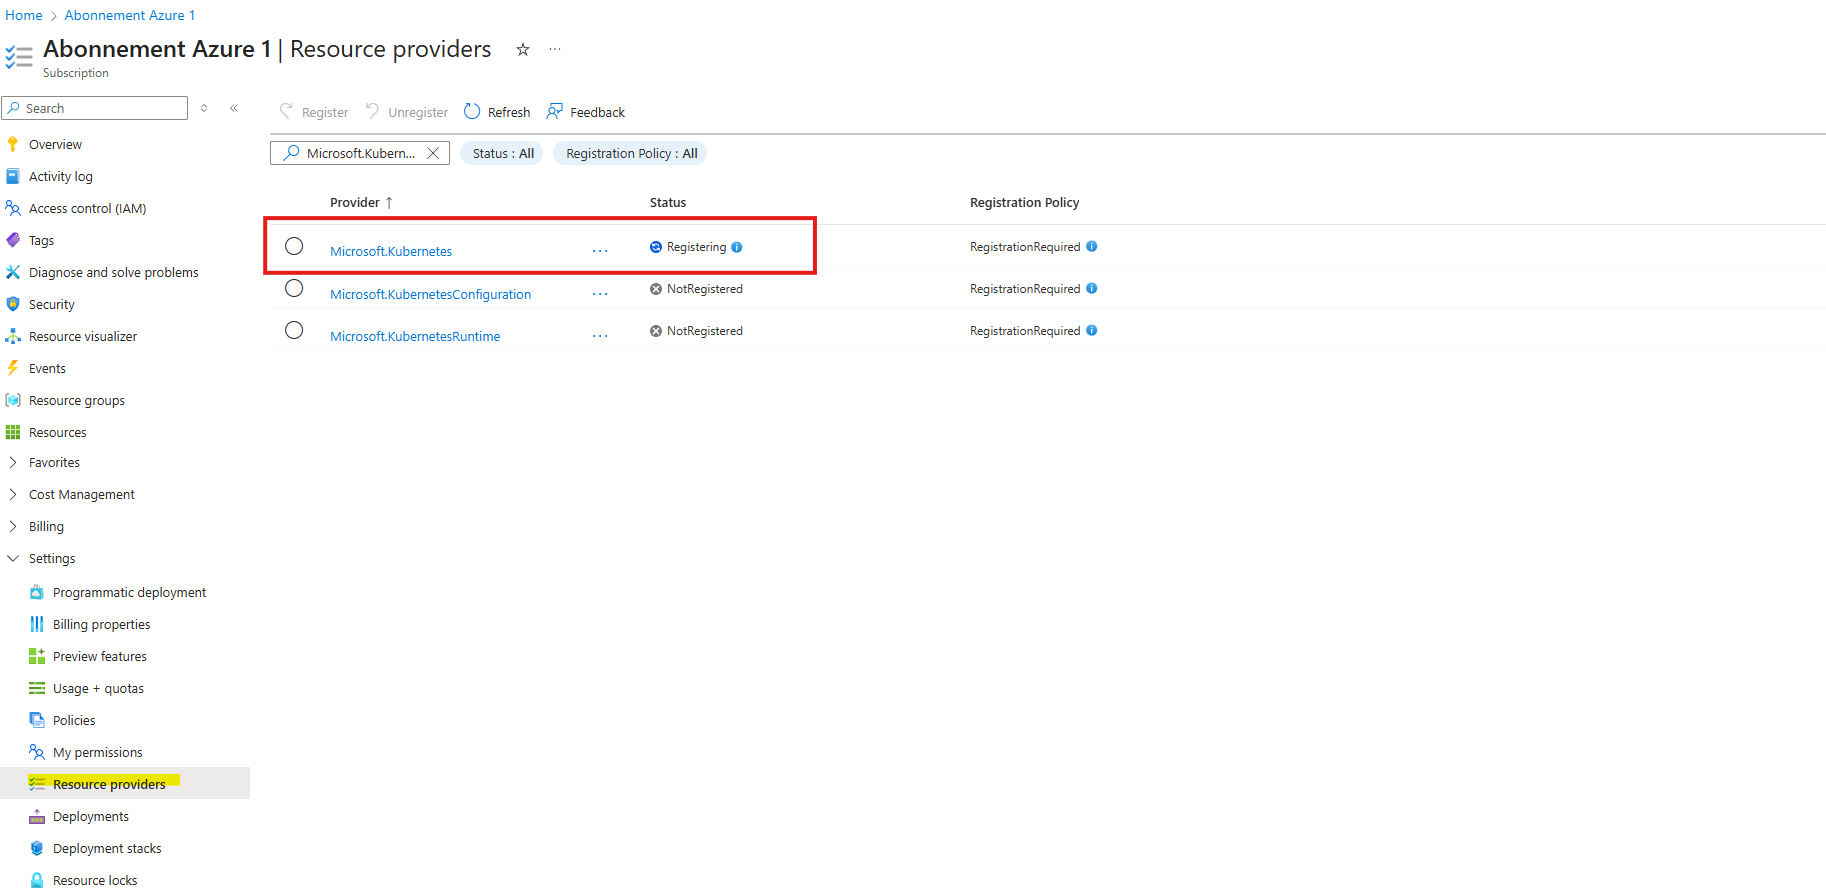 Home > Abonnement Azure 1
Abonnement Azure 1 | Resource providers ☆ ...
Subscription
Search
Register Unregister Refresh Feedback
Microsoft.Kubern... Status : All Registration Policy : All
Provider ↑ Status Registration Policy
Microsoft.Kubernetes ... Registering RegistrationRequired
Microsoft.KubernetesConfiguration ... NotRegistered RegistrationRequired
Microsoft.KubernetesRuntime ... NotRegistered RegistrationRequired
Overview
Activity log
Access control (IAM)
Tags
Diagnose and solve problems
Security
Resource visualizer
Events
Resource groups
Resources
Favorites
Cost Management
Billing
Settings
Programmatic deployment
Billing properties
Preview features
Usage + quotas
Policies
My permissions
Resource providers
Deployments
Deployment stacks
Resource locks